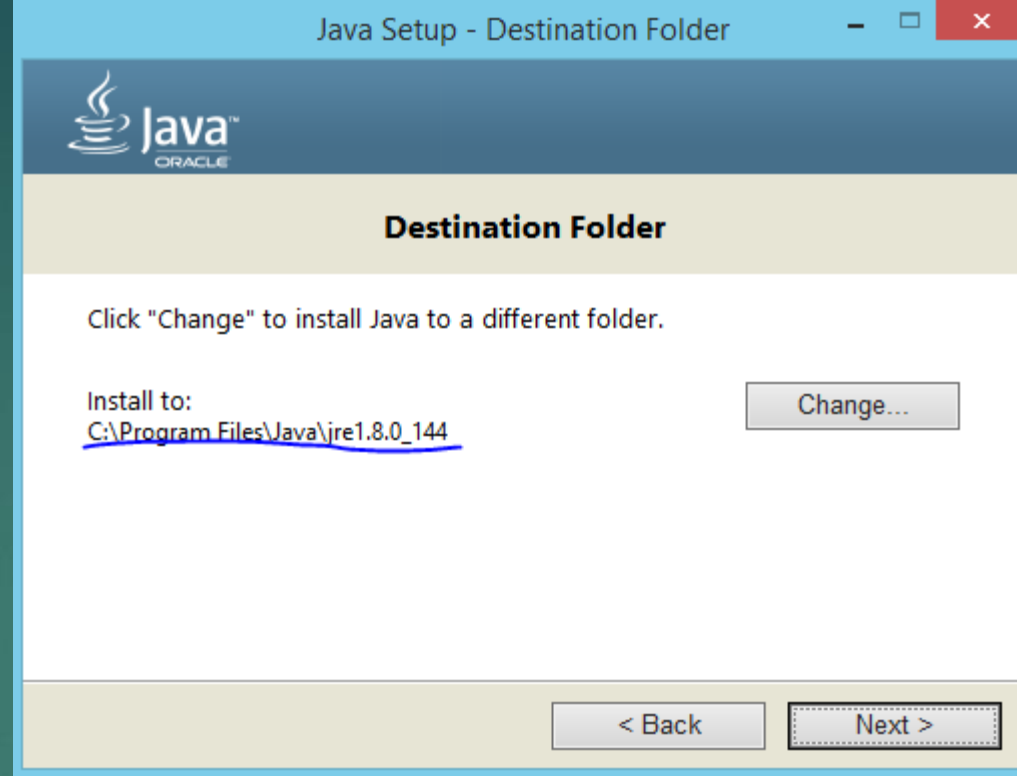 Java Setup - Destination Folder
Java™
ORACLE
Destination Folder
Click "Change" to install Java to a different folder.
Install to:
Change...
C:\Program Files\Java\jre1.8.0_144
< Back
Next >